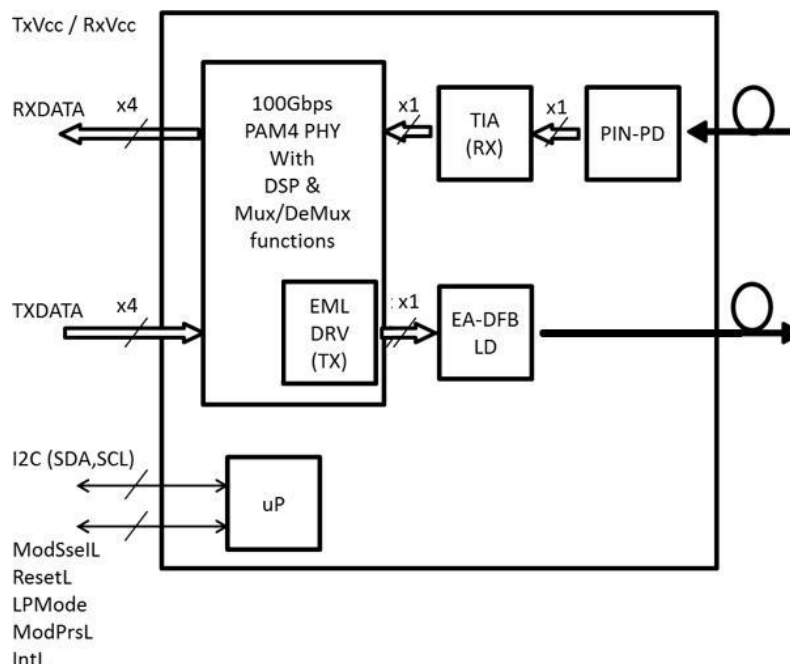 TxVcc / RxVcc
RXDATA
x4
100Gbps
PAM4 PHY
With
DSP &
Mux/DeMux
functions
x1
TIA
(RX)
x1
PIN-PD
TXDATA
x4
EML
DRV
(TX)
: x1
EA-DFB
LD
I2C (SDA,SCL)
uP
ModSselL
ResetL
LPMode
ModPrsL
IntL